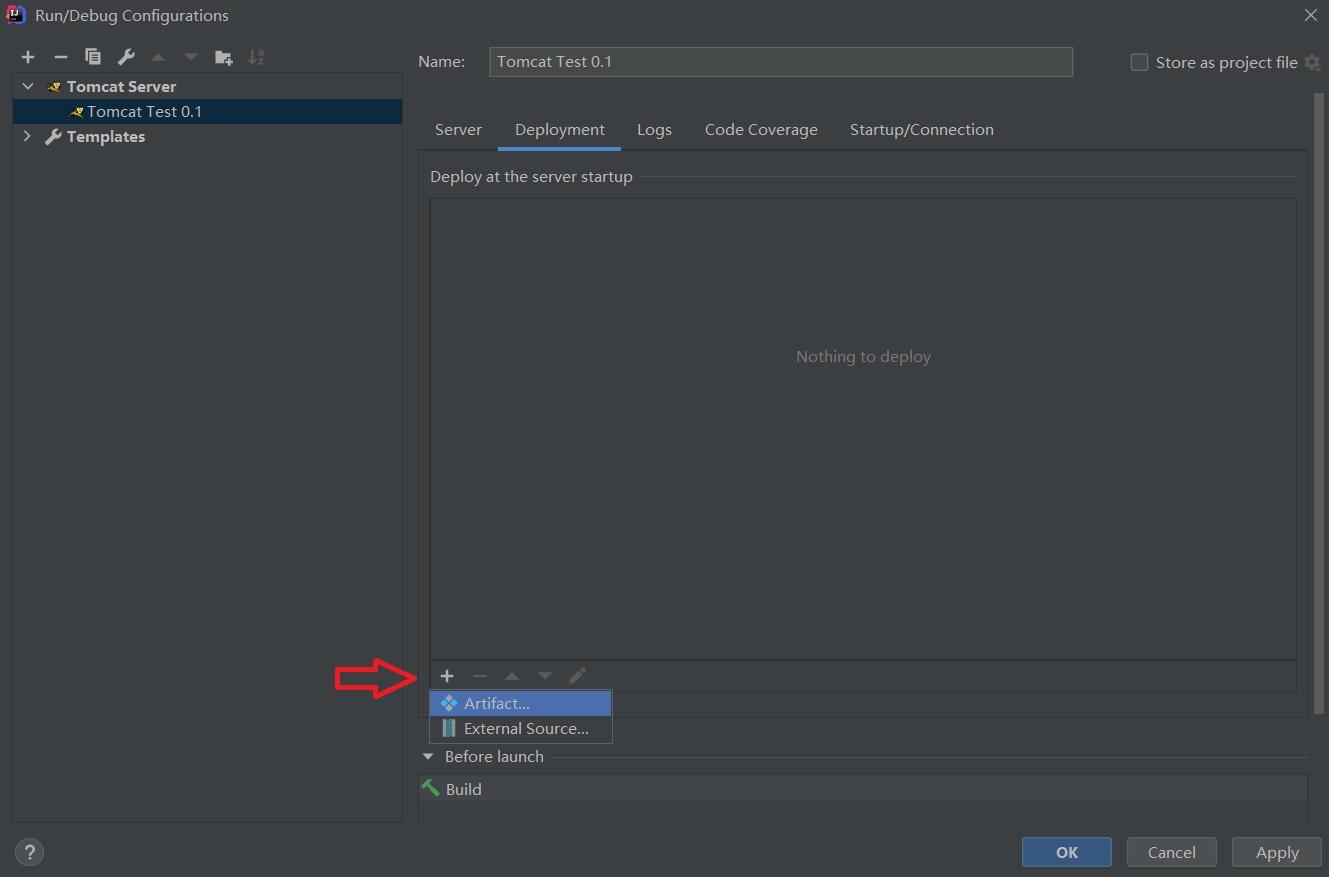 Run/Debug Configurations
Tomcat Server
Tomcat Test 0.1
Templates
Name: Tomcat Test 0.1 Store as project file
Server Deployment Logs Code Coverage Startup/Connection
Deploy at the server startup
Nothing to deploy
Artifact...
External Source...
Before launch
Build
? OK Cancel Apply